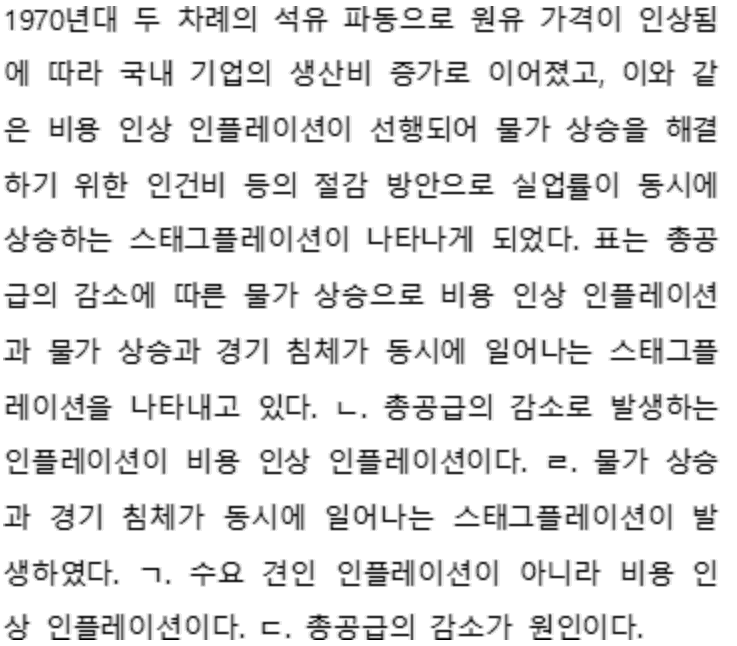 1970년대 두 차례의 석유 파동으로 원유 가격이 인상됨
에 따라 국내 기업의 생산비 증가로 이어졌고, 이와 같
은 비용 인상 인플레이션이 선행되어 물가 상승을 해결
하기 위한 인건비 등의 절감 방안으로 실업률이 동시에
상승하는 스태그플레이션이 나타나게 되었다. 표는 총공
급의 감소에 따른 물가 상승으로 비용 인상 인플레이션
과 물가 상승과 경기 침체가 동시에 일어나는 스태그플
레이션을 나타내고 있다. ㄴ. 총공급의 감소로 발생하는
인플레이션이 비용 인상 인플레이션이다. ㄹ. 물가 상승
과 경기 침체가 동시에 일어나는 스태그플레이션이 발
생하였다. ㄱ. 수요 견인 인플레이션이 아니라 비용 인
상 인플레이션이다. ㄷ. 총공급의 감소가 원인이다.